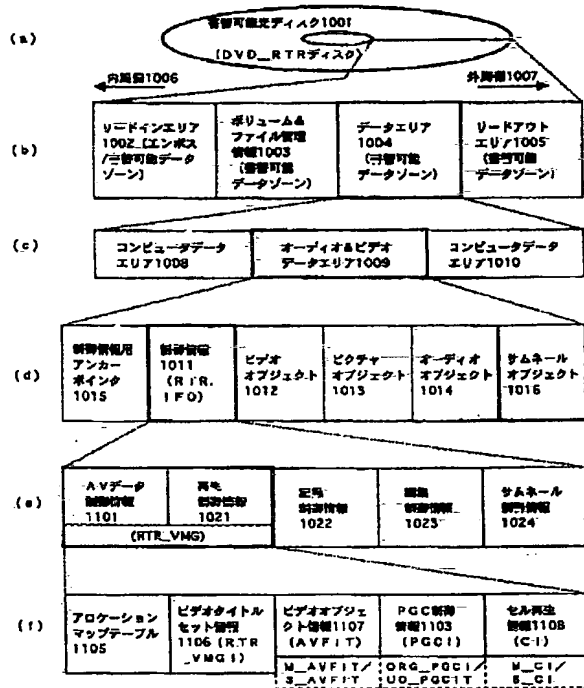 (a)
書替可能光ディスク1001
(DVD_RTRディスク)
内周側1006
外周側1007
(b)
リードインエリア
1002 [エンボス
/書替可能データ
ゾーン]
ボリューム&
ファイル管理
情報1003
(書替可能
データゾーン)
データエリア
1004
(書替可能
データゾーン)
リードアウト
エリア1005
(書替可能
データゾーン)
(c)
コンピュータデータ
エリア1008
オーディオ&ビデオ
データエリア1009
コンピュータデータ
エリア1010
(d)
制御情報用
アンカー
ポインタ
1015
制御情報
1011
(RTR.
IFO)
ビデオ
オブジェクト
1012
ピクチャ
オブジェクト
1013
オーディオ
オブジェクト
1014
サムネール
オブジェクト
1016
(e)
AVデータ
制御情報
1101
再生
制御情報
1021
(RTR_VMG)
記録
制御情報
1022
編集
制御情報
1023
サムネール
制御情報
1024
(f)
アロケーション
マップテーブル
1105
ビデオタイトル
セット情報
1106 (RTR_
VMGI)
ビデオオブジェ
クト情報1107
(AVFIT)
PGC制御
情報1103
(PGCI)
セル再生
情報1108
(CI)
M_AVFIT/
S_AVFIT
ORG_PGCI/
UD_PGCIT
M_CI/
S_CI